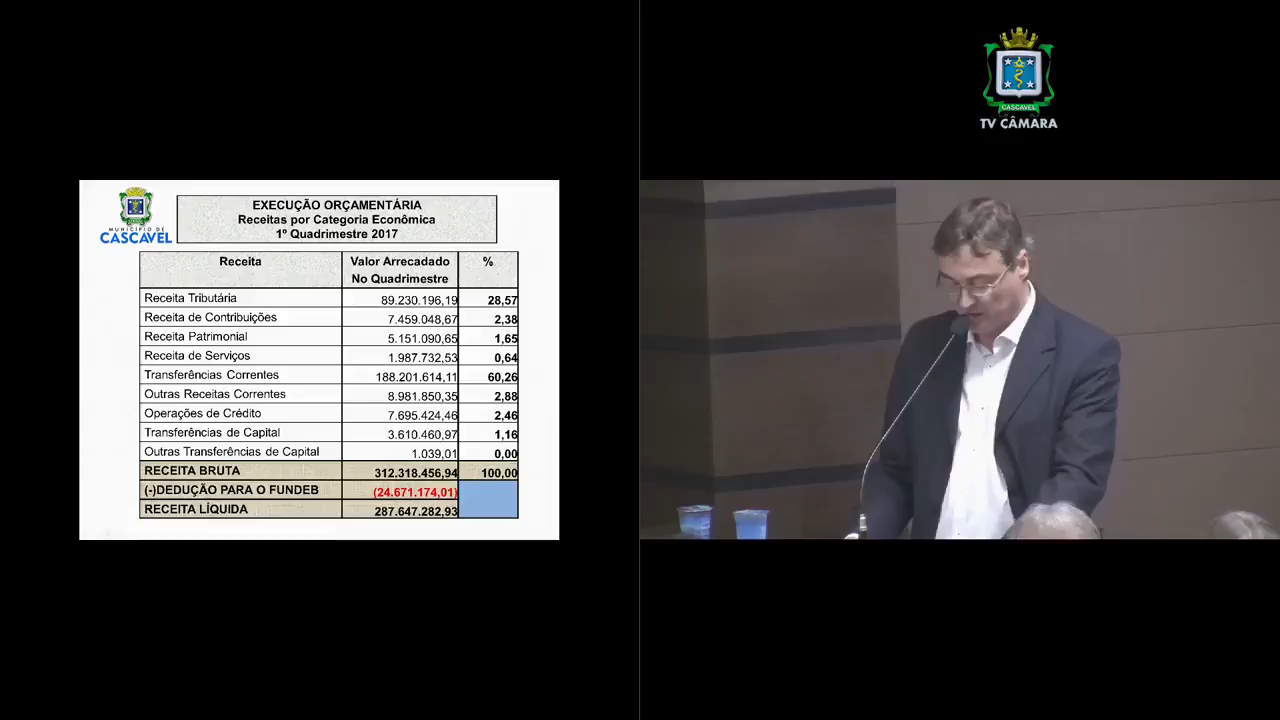 CASCAVEL
TV CÂMARA
MUNICÍPIO DE
CASCAVEL
EXECUÇÃO ORÇAMENTÁRIA
Receitas por Categoria Econômica
1º Quadrimestre 2017
Receita Valor Arrecadado No Quadrimestre %
Receita Tributária 89.230.196,19 28,57
Receita de Contribuições 7.459.048,67 2,38
Receita Patrimonial 5.151.090,65 1,65
Receita de Serviços 1.987.732,53 0,64
Transferências Correntes 188.201.614,11 60,26
Outras Receitas Correntes 8.981.850,35 2,88
Operações de Crédito 7.695.424,46 2,46
Transferências de Capital 3.610.460,97 1,16
Outras Transferências de Capital 1.039,01 0,00
RECEITA BRUTA 312.318.456,94 100,00
(-)DEDUÇÃO PARA O FUNDEB (24.671.174,01)
RECEITA LÍQUIDA 287.647.282,93